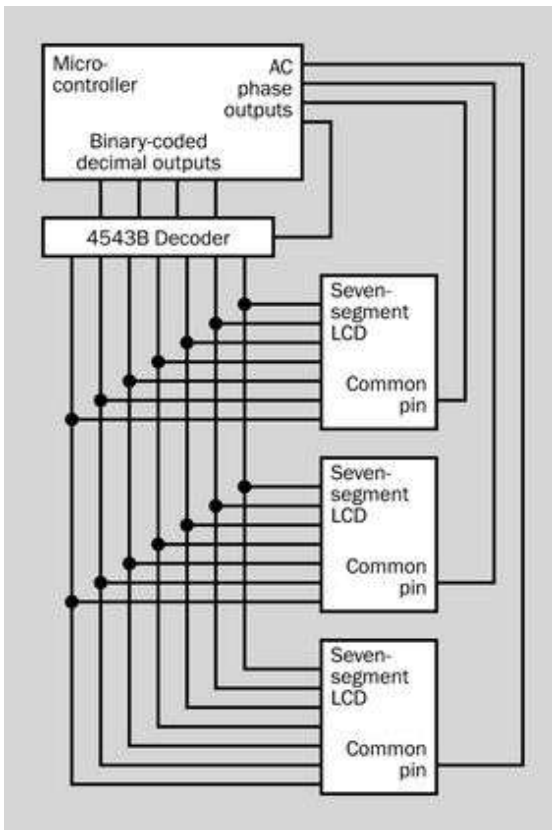 Micro-
controller
AC
phase
outputs
Binary-coded
decimal outputs
4543B Decoder
Seven-
segment
LCD
Common
pin
Seven-
segment
LCD
Common
pin
Seven-
segment
LCD
Common
pin